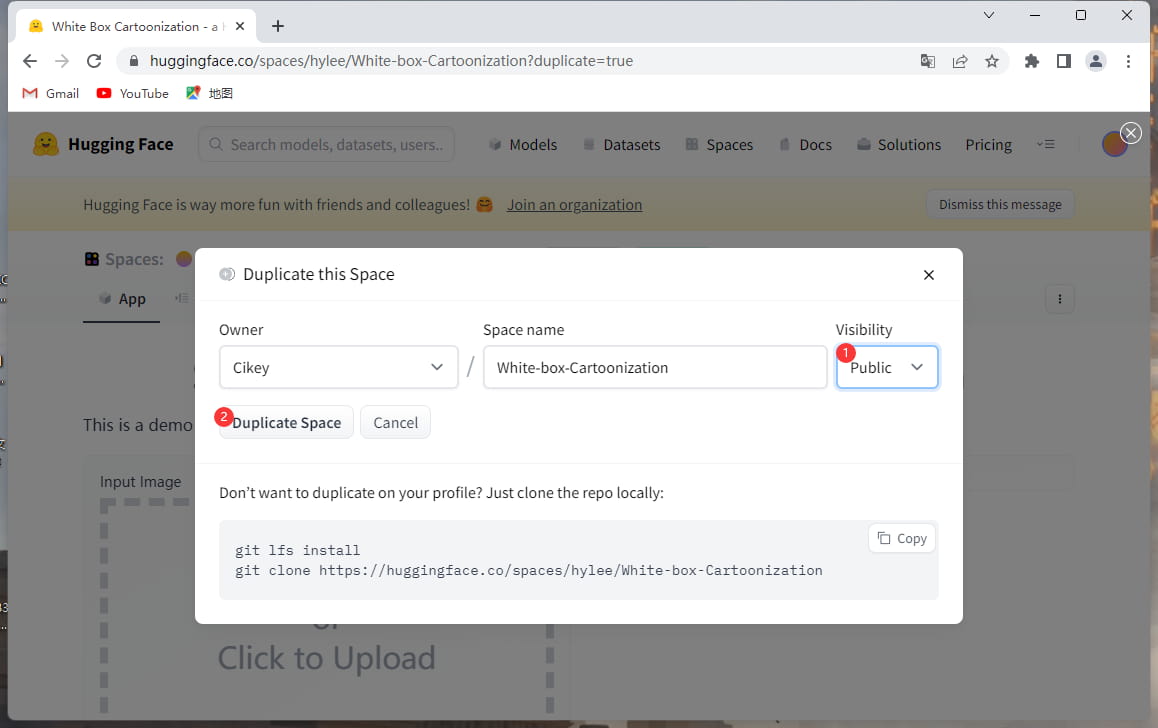 White Box Cartoonization - a
huggingface.co/spaces/hylee/White-box-Cartoonization?duplicate=true
Gmail YouTube 地图
Hugging Face Search models, datasets, users.. Models Datasets Spaces Docs Solutions Pricing
Hugging Face is way more fun with friends and colleagues! 🤗 Join an organization Dismiss this message
Spaces:
App
Duplicate this Space
Owner Space name Visibility
Cikey / White-box-Cartoonization 1 Public
2 Duplicate Space Cancel
This is a demo
Input Image
Don’t want to duplicate on your profile? Just clone the repo locally:
Copy
git lfs install
git clone https://huggingface.co/spaces/hylee/White-box-Cartoonization
Click to Upload